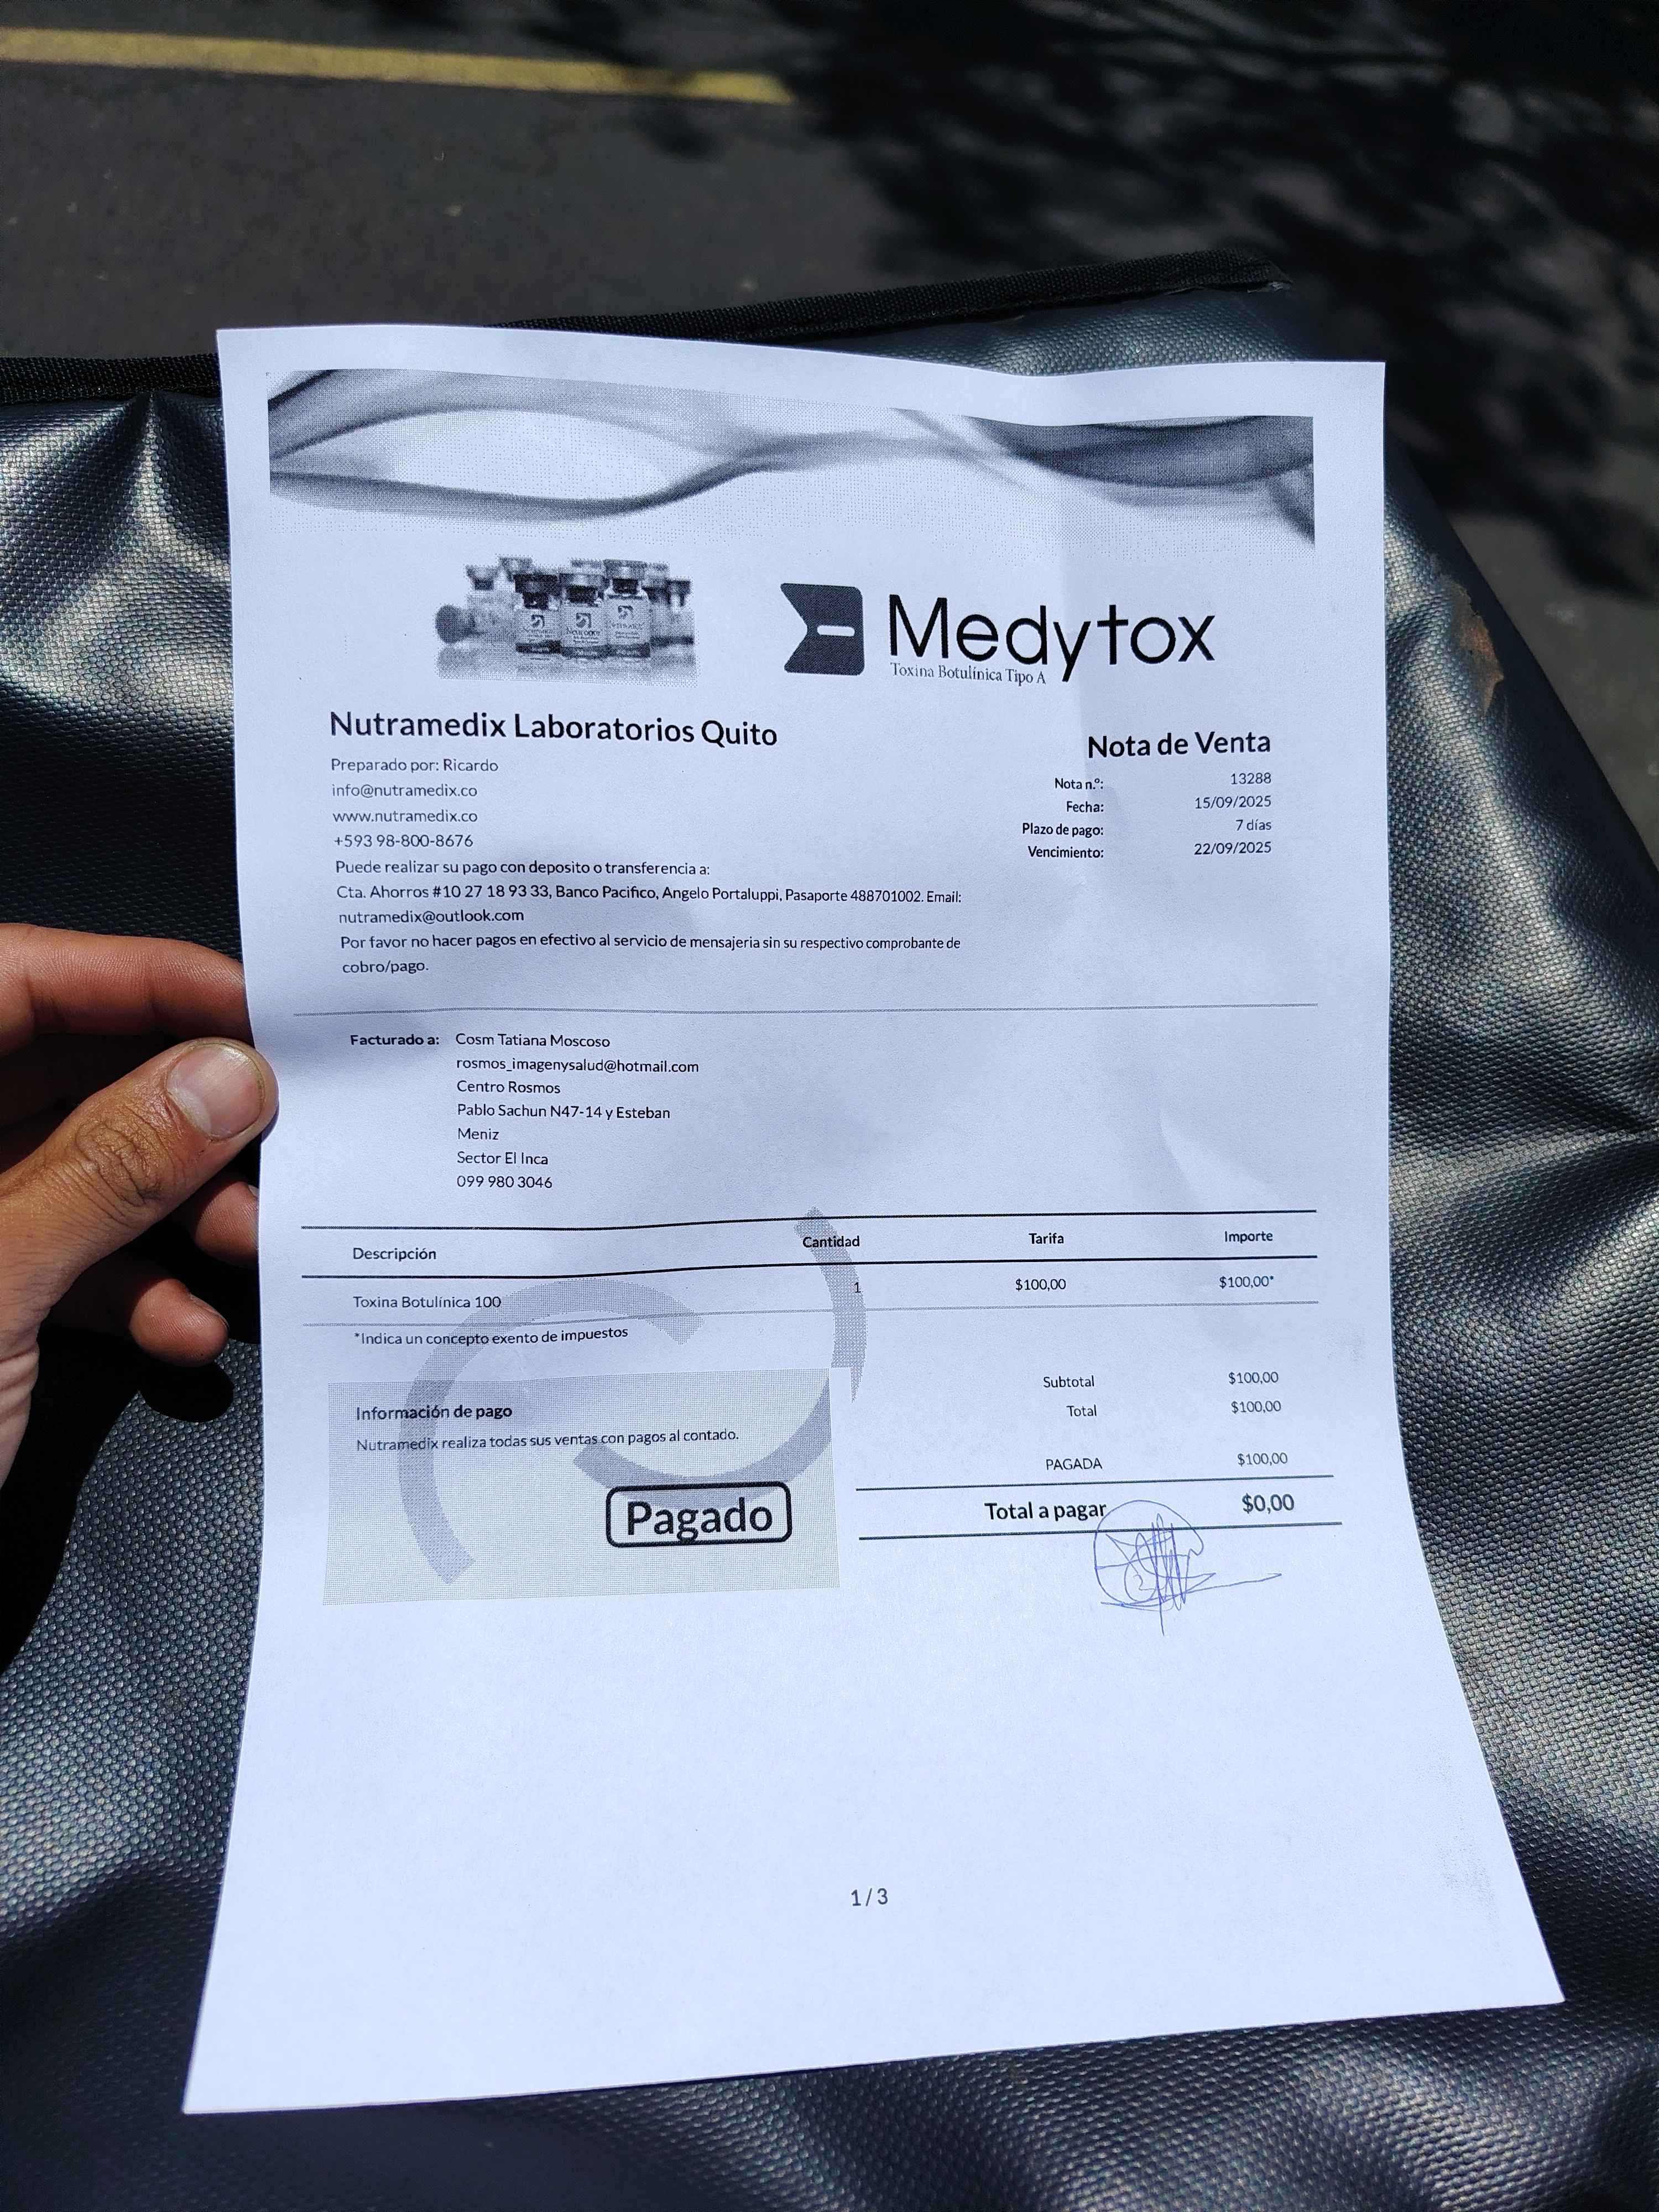 Medytox
Toxina Botulínica Tipo A
Nutramedix Laboratorios Quito
Preparado por: Ricardo
info@nutramedix.co
www.nutramedix.co
+593 98-800-8676
Puede realizar su pago con deposito o transferencia a:
Cta. Ahorros #10 27 18 93 33, Banco Pacifico, Angelo Portaluppi, Pasaporte 488701002. Email:
nutramedix@outlook.com
Por favor no hacer pagos en efectivo al servicio de mensajeria sin su respectivo comprobante de
cobro/pago.
Nota de Venta
Nota n.º: 13288
Fecha: 15/09/2025
Plazo de pago: 7 días
Vencimiento: 22/09/2025
Facturado a: Cosm Tatiana Moscoso
rosmos_imagenysalud@hotmail.com
Centro Rosmos
Pablo Sachun N47-14 y Esteban
Meniz
Sector El Inca
099 980 3046
Descripción Cantidad Tarifa Importe
Toxina Botulínica 100 1 $100,00 $100,00*
*Indica un concepto exento de impuestos
Información de pago
Nutramedix realiza todas sus ventas con pagos al contado.
Pagado
Subtotal $100,00
Total $100,00
PAGADA $100,00
Total a pagar $0,00
1 / 3